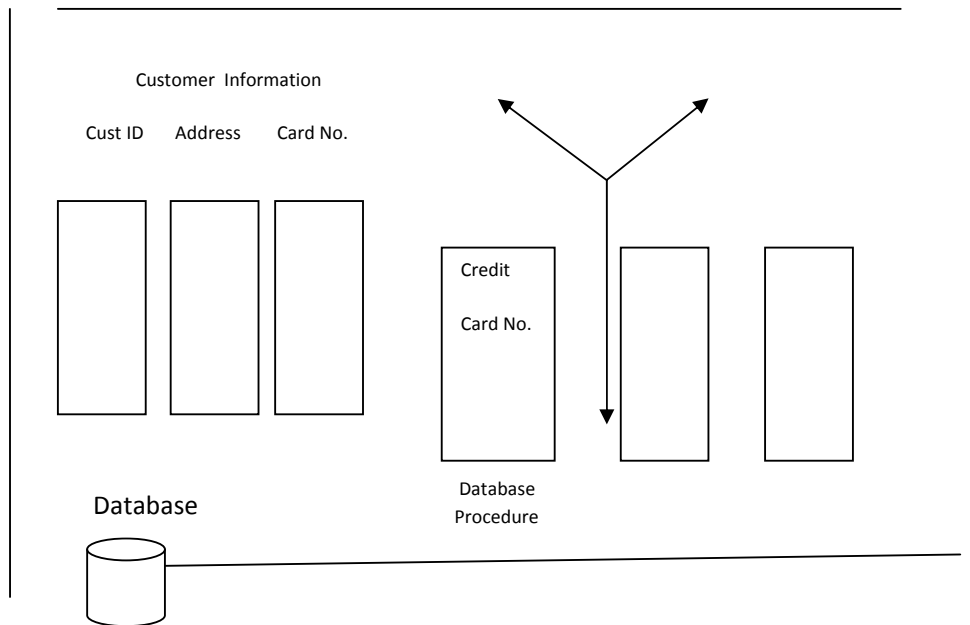 Customer Information
Cust ID Address Card No.
Credit
Card No.
Database
Procedure
Database